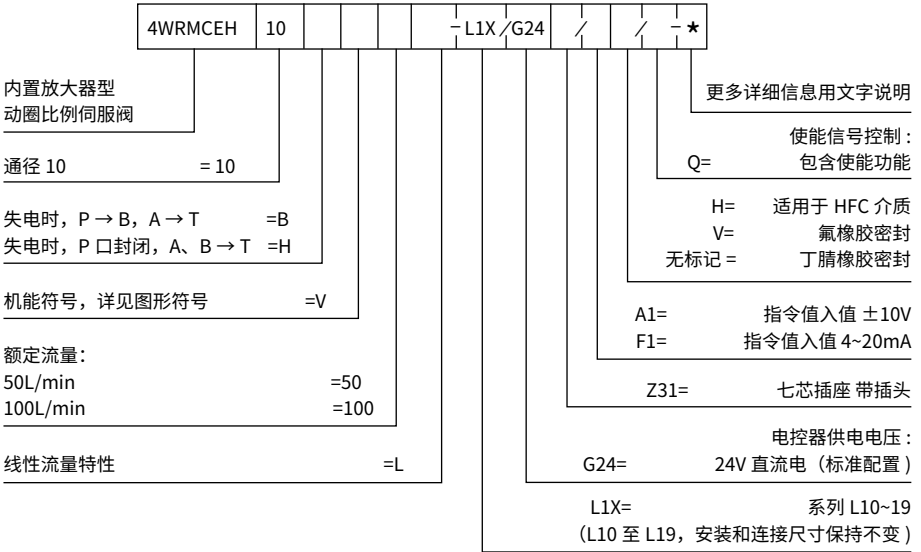 4WRMCEH 10 - L1X / G24 / / - *
内置放大器型
动圈比例伺服阀
通径 10 = 10
失电时，P → B，A → T =B
失电时，P 口封闭，A、B → T =H
机能符号，详见图形符号 =V
额定流量：
50L/min =50
100L/min =100
线性流量特性 =L
更多详细信息用文字说明
使能信号控制 :
Q= 包含使能功能
H= 适用于 HFC 介质
V= 氟橡胶密封
无标记 = 丁腈橡胶密封
A1= 指令值入值 ±10V
F1= 指令值入值 4~20mA
Z31= 七芯插座 带插头
电控器供电电压 :
G24= 24V 直流电（标准配置 )
L1X= 系列 L10~19
（L10 至 L19，安装和连接尺寸保持不变 )